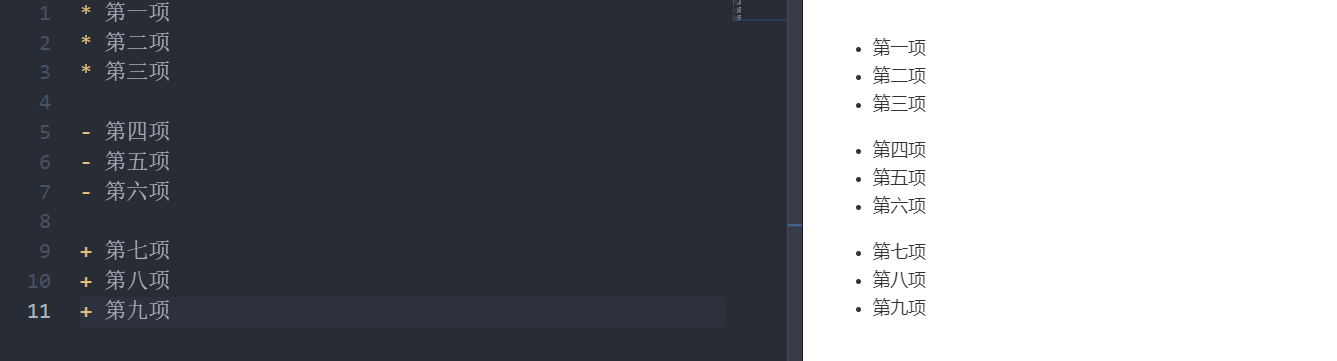 1 * 第一项
2 * 第二项
3 * 第三项
4
5 - 第四项
6 - 第五项
7 - 第六项
8
9 + 第七项
10 + 第八项
11 + 第九项
• 第一项
• 第二项
• 第三项
• 第四项
• 第五项
• 第六项
• 第七项
• 第八项
• 第九项